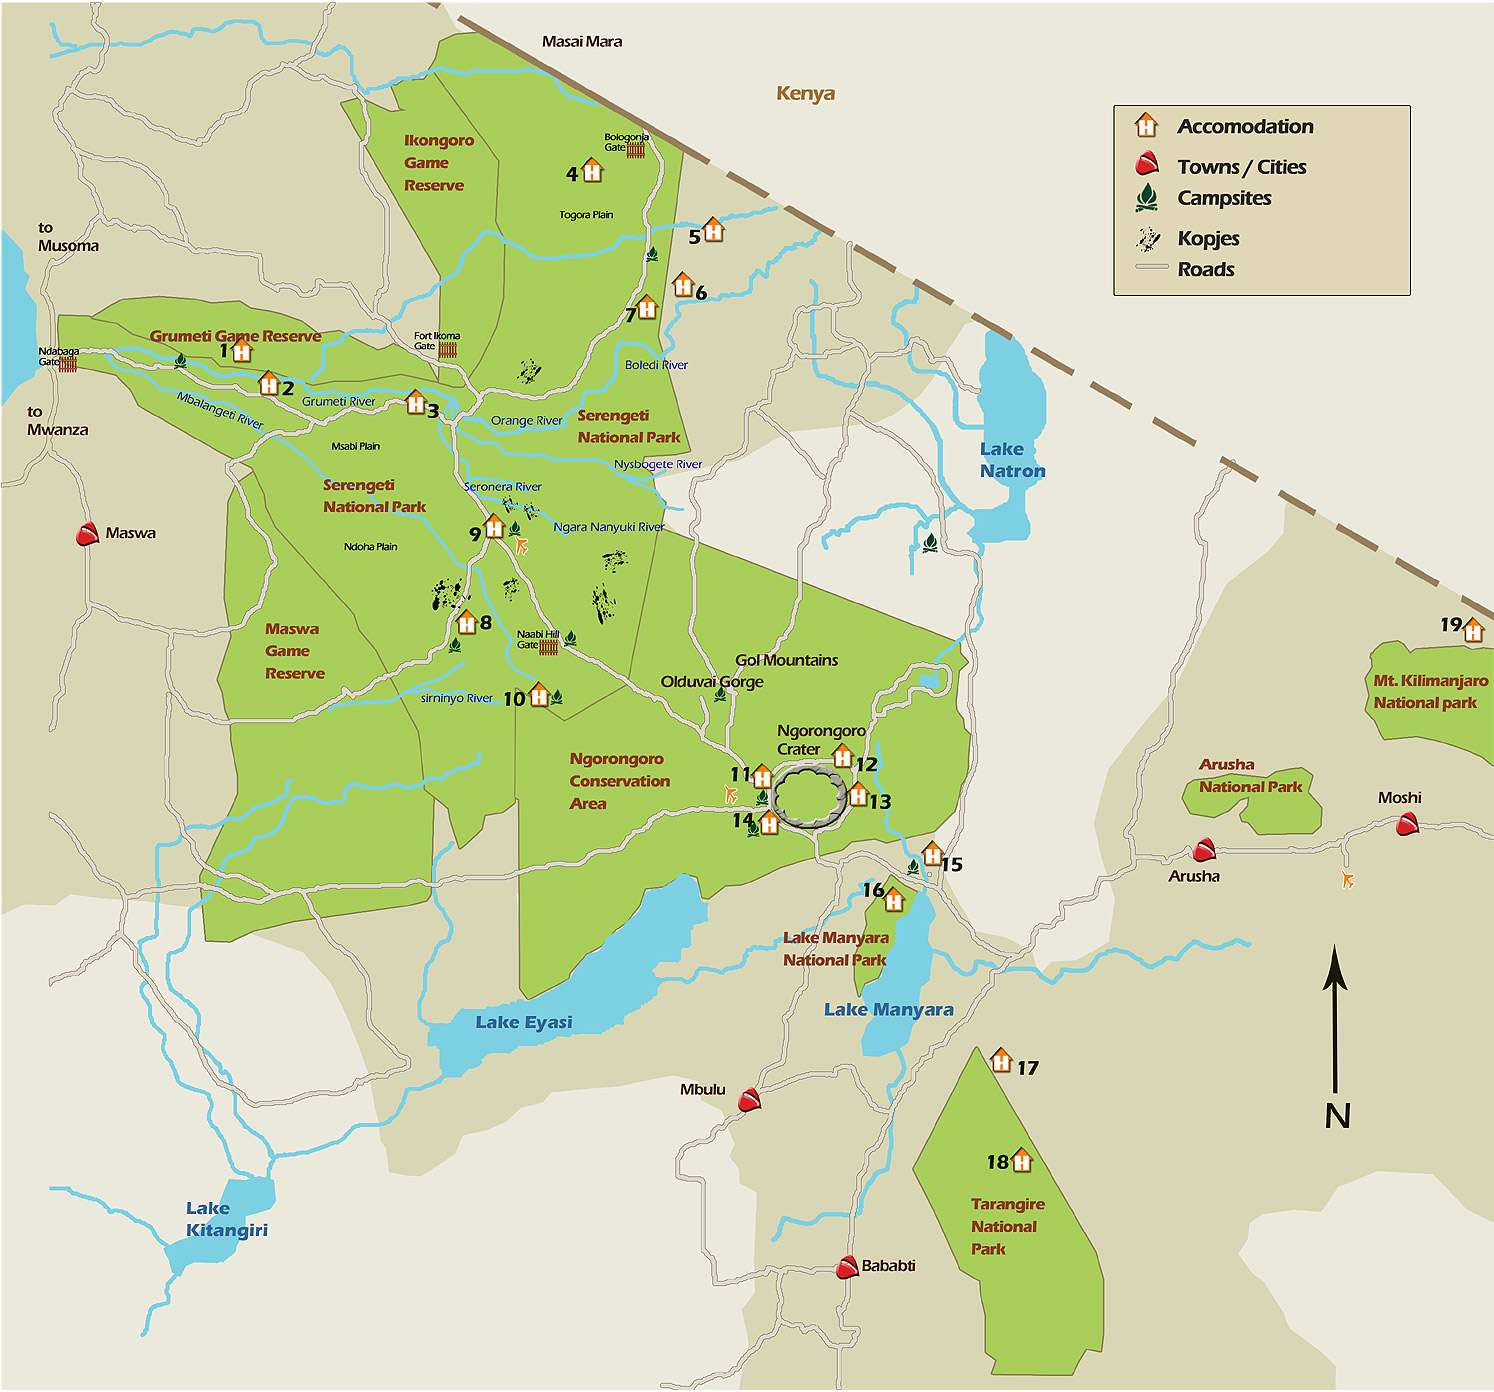 Masai Mara
Kenya
Accomodation
Towns / Cities
Campsites
Kopjes
Roads
Ikongoro
Game
Reserve
Bologonja
Gate
4
Togora Plain
5
6
7
to
Musoma
Grumeti Game Reserve
1
Ndabaga
Gate
Fort Ikoma
Gate
2
3
Grumeti River
Mbalangeti River
Boledi River
Orange River
Serengeti
National Park
to
Mwanza
Msabi Plain
Nysbogete River
Serengeti
National Park
Seronera River
Ngara Nanyuki River
9
Ndoha Plain
Lake
Natron
Maswa
8
Maswa
Game
Reserve
Naabi Hill
Gate
sirninyo River
10
Gol Mountains
Olduvai Gorge
Ngorongoro
Crater
Ngorongoro
Conservation
Area
11
12
13
14
15
16
19
Mt. Kilimanjaro
National park
Arusha
National Park
Moshi
Arusha
Lake Manyara
National Park
Lake Manyara
Lake Eyasi
N
17
Mbulu
18
Tarangire
National
Park
Lake
Kitangiri
Bababti